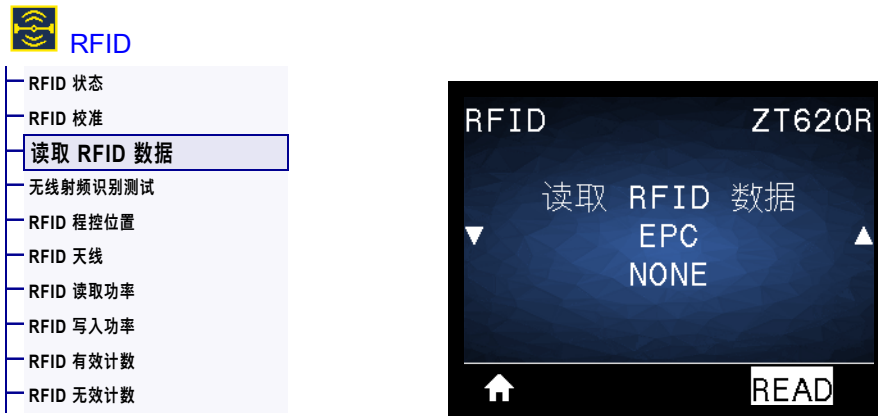 RFID
RFID 状态
RFID 校准
读取 RFID 数据
无线射频识别测试
RFID 程控位置
RFID 天线
RFID 读取功率
RFID 写入功率
RFID 有效计数
RFID 无效计数
RFID ZT620R
读取 RFID 数据
EPC
NONE
READ